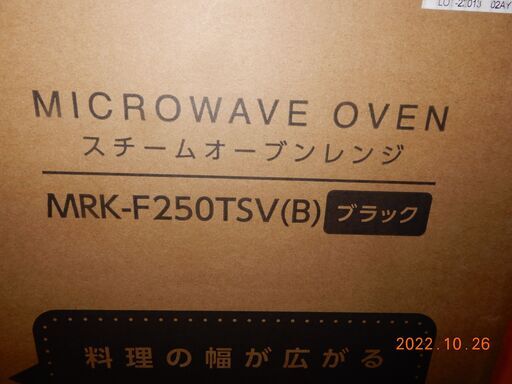 MICROWAVE OVEN
スチームオーブンレンジ
MRK-F250TSV(B) ブラック
料理の幅が広がる
2022.10.26